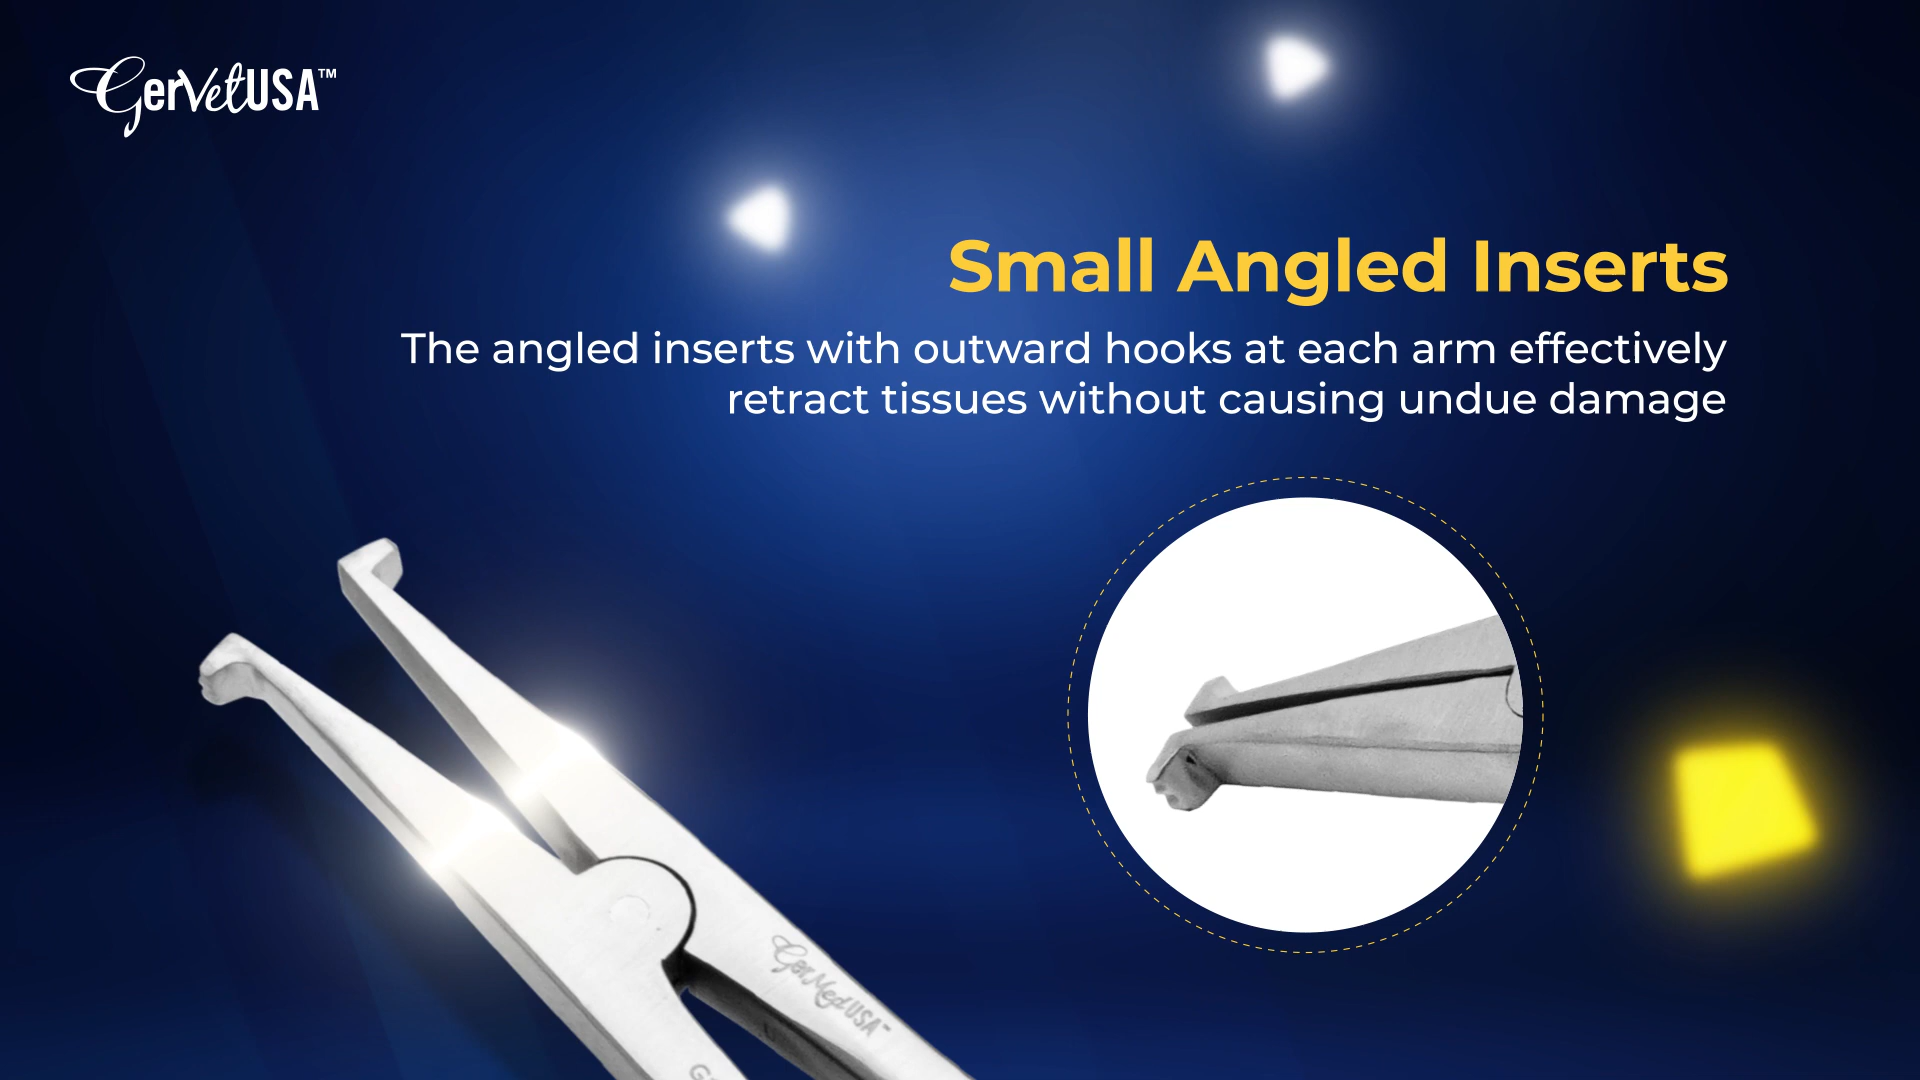 GerVetUSA™
Small Angled Inserts
The angled inserts with outward hooks at each arm effectively
retract tissues without causing undue damage
GerMedUSA™